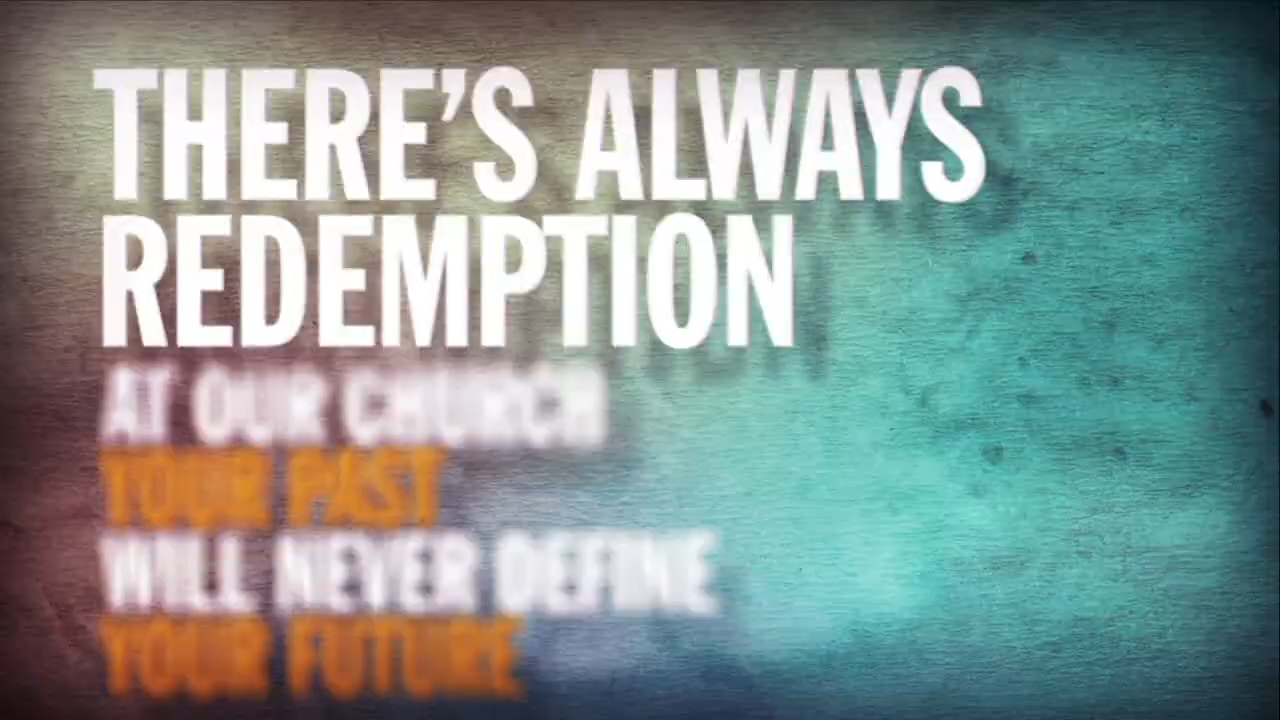 THERE'S ALWAYS
REDEMPTION
AT OUR CHURCH
YOUR PAST
WILL NEVER DEFINE
YOUR FUTURE